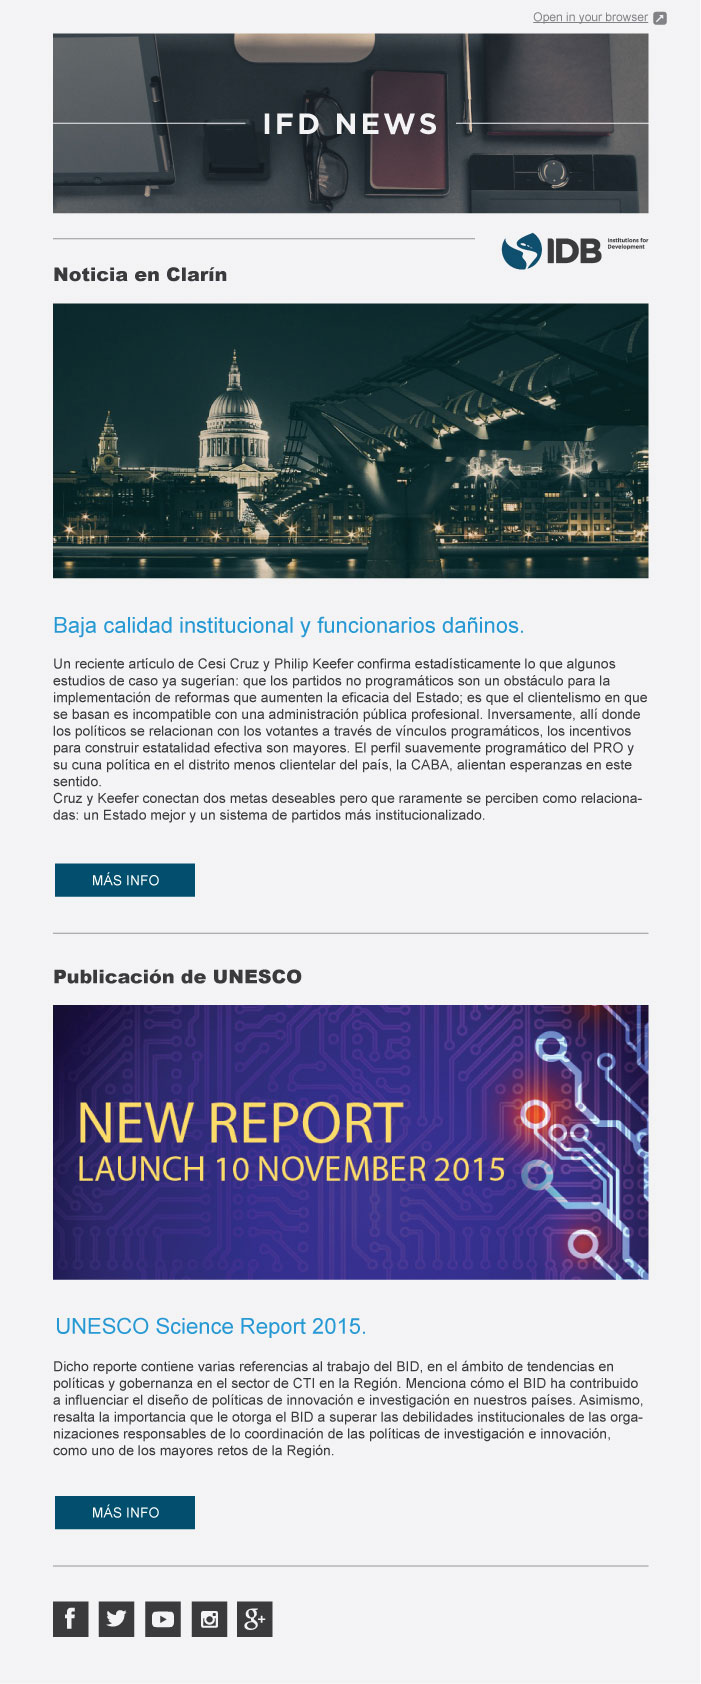 Open in your browser
IFD NEWS
IDB
Institutions for
Development
Noticia en Clarín
Baja calidad institucional y funcionarios dañinos.
Un reciente artículo de Cesi Cruz y Philip Keefer confirma estadísticamente lo que algunos
estudios de caso ya sugerían: que los partidos no programáticos son un obstáculo para la
implementación de reformas que aumenten la eficacia del Estado; es que el clientelismo en que
se basan es incompatible con una administración pública profesional. Inversamente, allí donde
los políticos se relacionan con los votantes a través de vínculos programáticos, los incentivos
para construir estatalidad efectiva son mayores. El perfil suavemente programático del PRO y
su cuna política en el distrito menos clientelar del país, la CABA, alientan esperanzas en este
sentido.
Cruz y Keefer conectan dos metas deseables pero que raramente se perciben como relaciona-
das: un Estado mejor y un sistema de partidos más institucionalizado.
MÁS INFO
Publicación de UNESCO
NEW REPORT
LAUNCH 10 NOVEMBER 2015
UNESCO Science Report 2015.
Dicho reporte contiene varias referencias al trabajo del BID, en el ámbito de tendencias en
políticas y gobernanza en el sector de CTI en la Región. Menciona cómo el BID ha contribuido
a influenciar el diseño de políticas de innovación e investigación en nuestros países. Asimismo,
resalta la importancia que le otorga el BID a superar las debilidades institucionales de las orga-
nizaciones responsables de lo coordinación de las políticas de investigación e innovación,
como uno de los mayores retos de la Región.
MÁS INFO